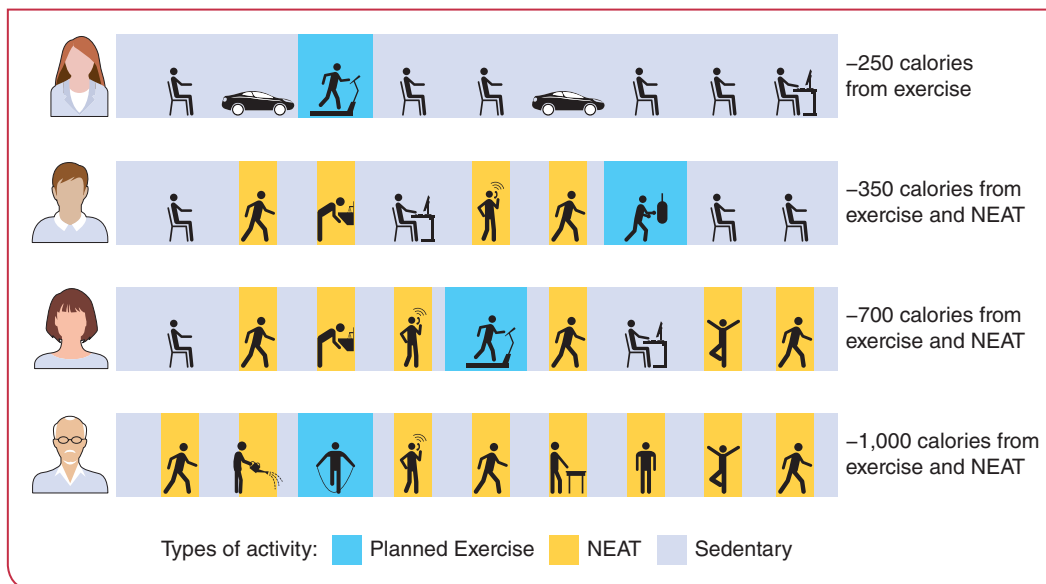 –250 calories
from exercise
–350 calories from
exercise and NEAT
–700 calories from
exercise and NEAT
–1,000 calories from
exercise and NEAT
Types of activity: Planned Exercise NEAT Sedentary